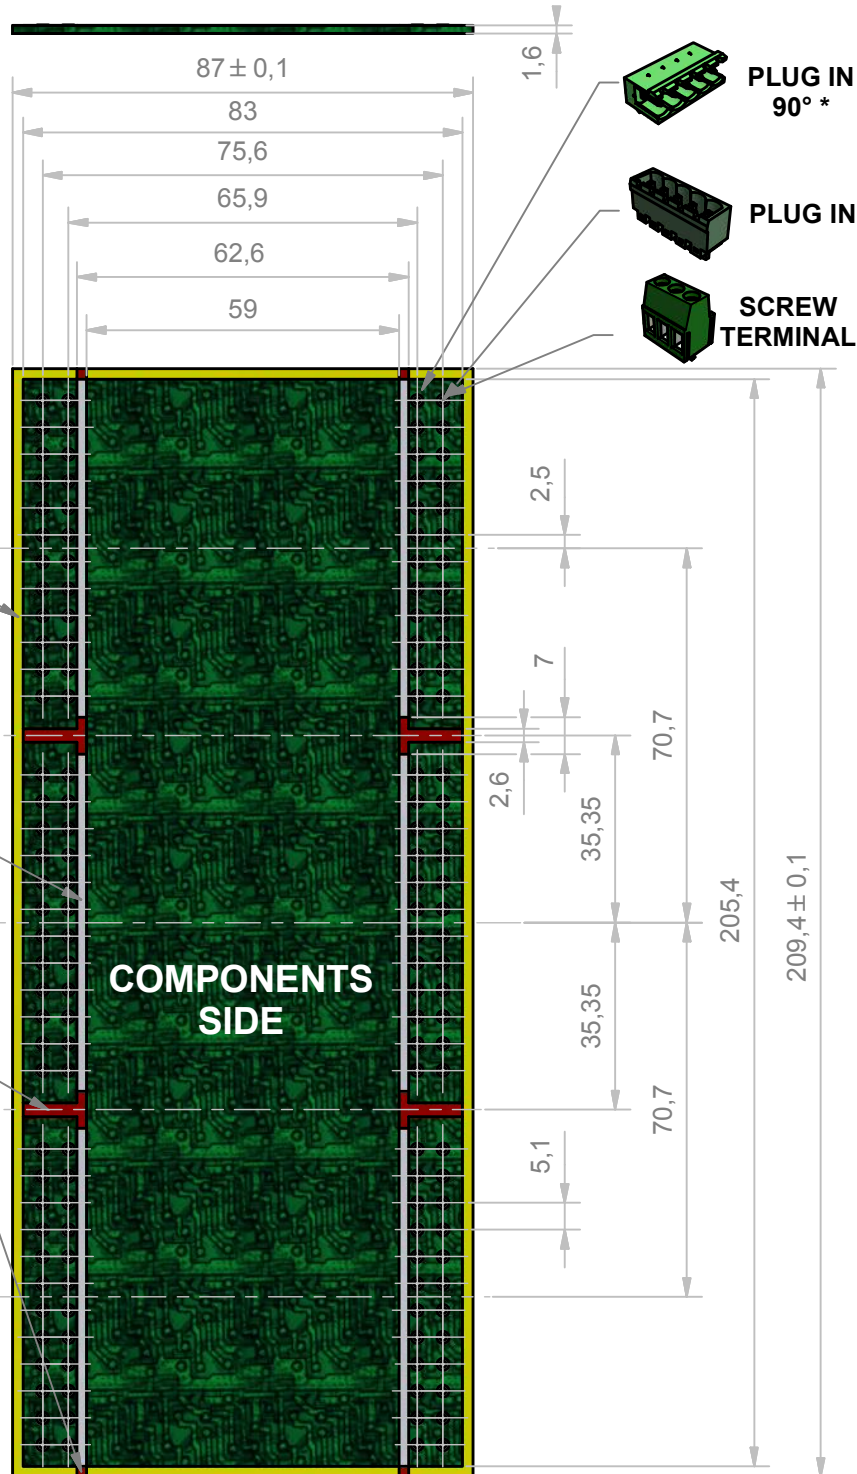 1,6
87 ± 0,1
83
75,6
65,9
62,6
59
PLUG IN
90° *
PLUG IN
SCREW
TERMINAL
2,5
7
2,6
70,7
35,35
205,4
209,4 ± 0,1
35,35
70,7
5,1
COMPONENTS
SIDE